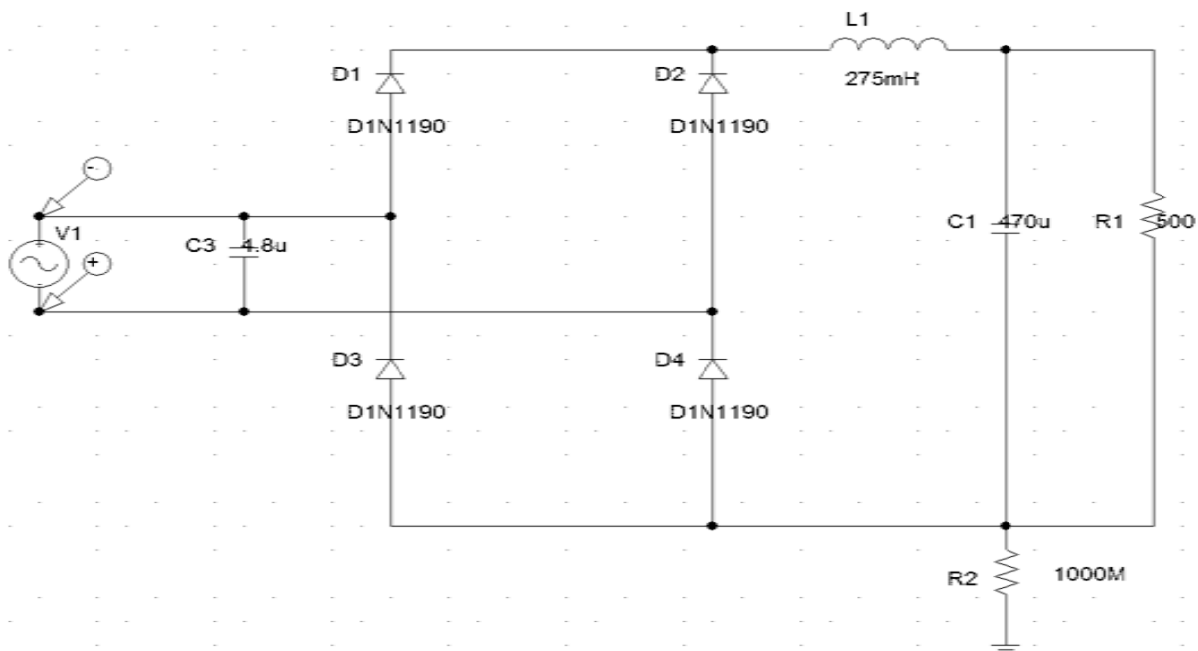 L1
275mH
D1
D2
D1N1190
D1N1190
-
V1
+
C3
4.8u
C1
470u
R1
500
D3
D4
D1N1190
D1N1190
R2
1000M